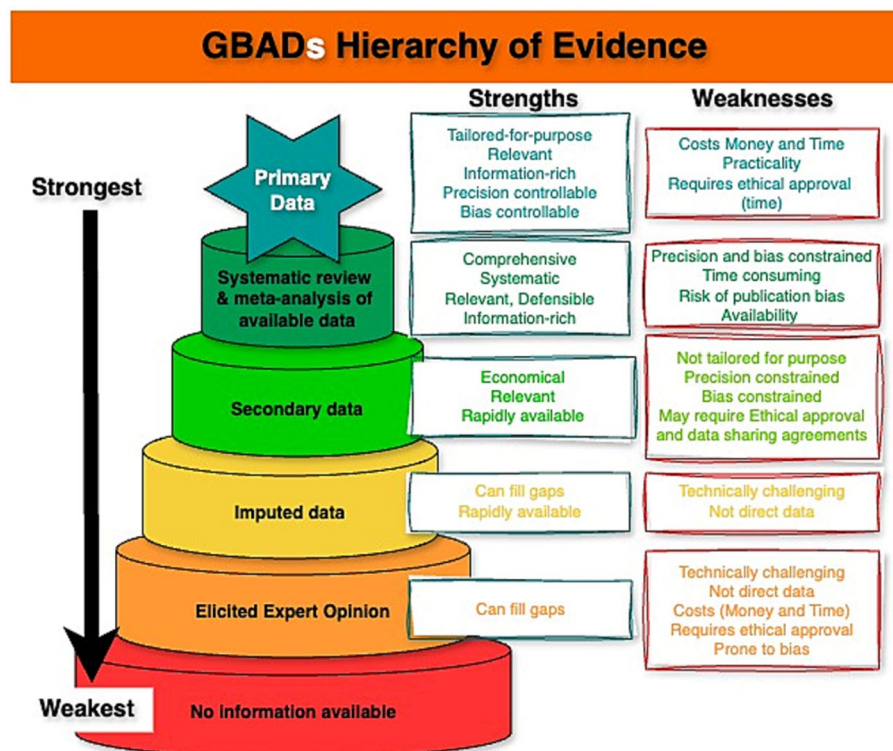 GBADs Hierarchy of Evidence
Strengths
Weaknesses
Strongest
Primary
Data
Tailored-for-purpose
Relevant
Information-rich
Precision controllable
Bias controllable
Costs Money and Time
Practicality
Requires ethical approval
(time)
Systematic review
& meta-analysis of
available data
Comprehensive
Systematic
Relevant, Defensible
Information-rich
Precision and bias constrained
Time consuming
Risk of publication bias
Availability
Secondary data
Economical
Relevant
Rapidly available
Not tailored for purpose
Precision constrained
Bias constrained
May require Ethical approval
and data sharing agreements
Imputed data
Can fill gaps
Rapidly available
Technically challenging
Not direct data
Elicited Expert Opinion
Can fill gaps
Technically challenging
Not direct data
Costs (Money and Time)
Requires ethical approval
Prone to bias
Weakest
No information available